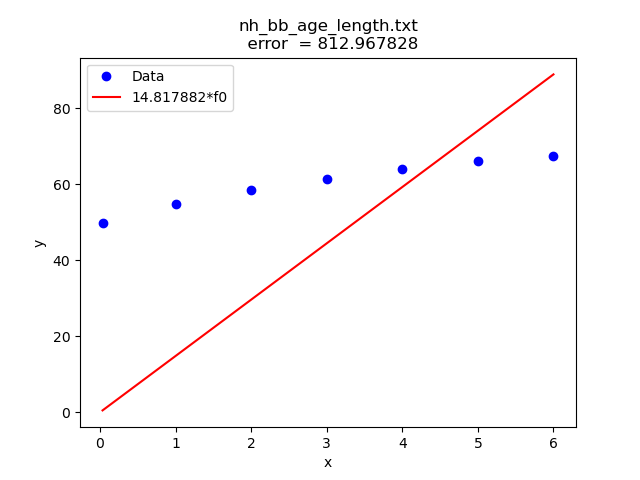 nh_bb_age_length.txt
error = 812.967828
Data
14.817882*f0
80
60
40
20
0
y
0 1 2 3 4 5 6
x